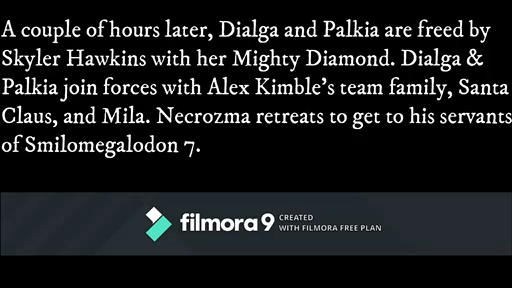 A couple of hours later, Dialga and Palkia are freed by
Skyler Hawkins with her Mighty Diamond. Dialga &
Palkia join forces with Alex Kimble's team family, Santa
Claus, and Mila. Necrozma retreats to get to his servants
of Smilomegalodon 7.
filmora 9 CREATED
WITH FILMORA FREE PLAN